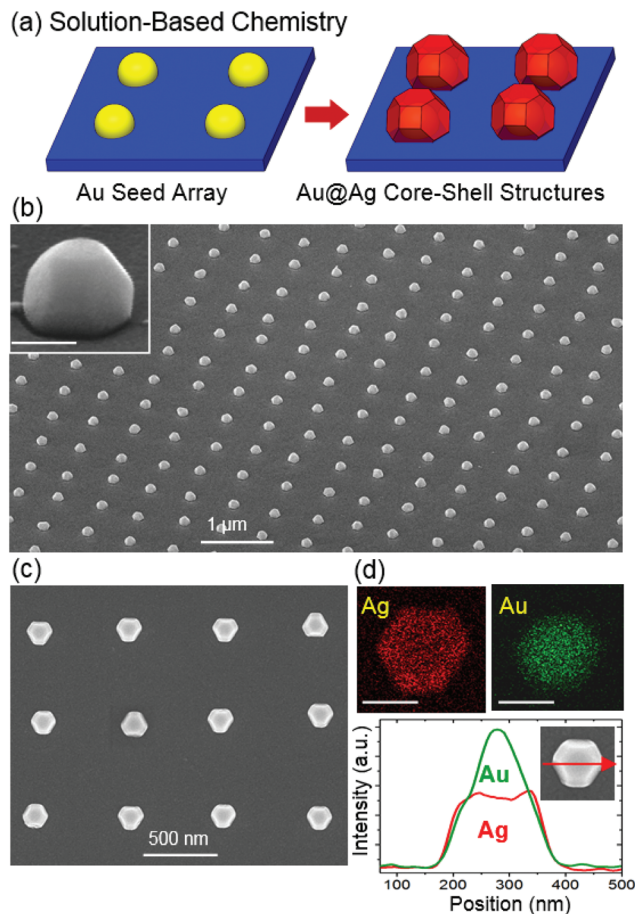 (a) Solution-Based Chemistry
Au Seed Array
Au@Ag Core-Shell Structures
(b)
1 µm
(c)
500 nm
(d)
Ag
Au
Intensity (a.u.)
Au
Ag
100 200 300 400 500
Position (nm)